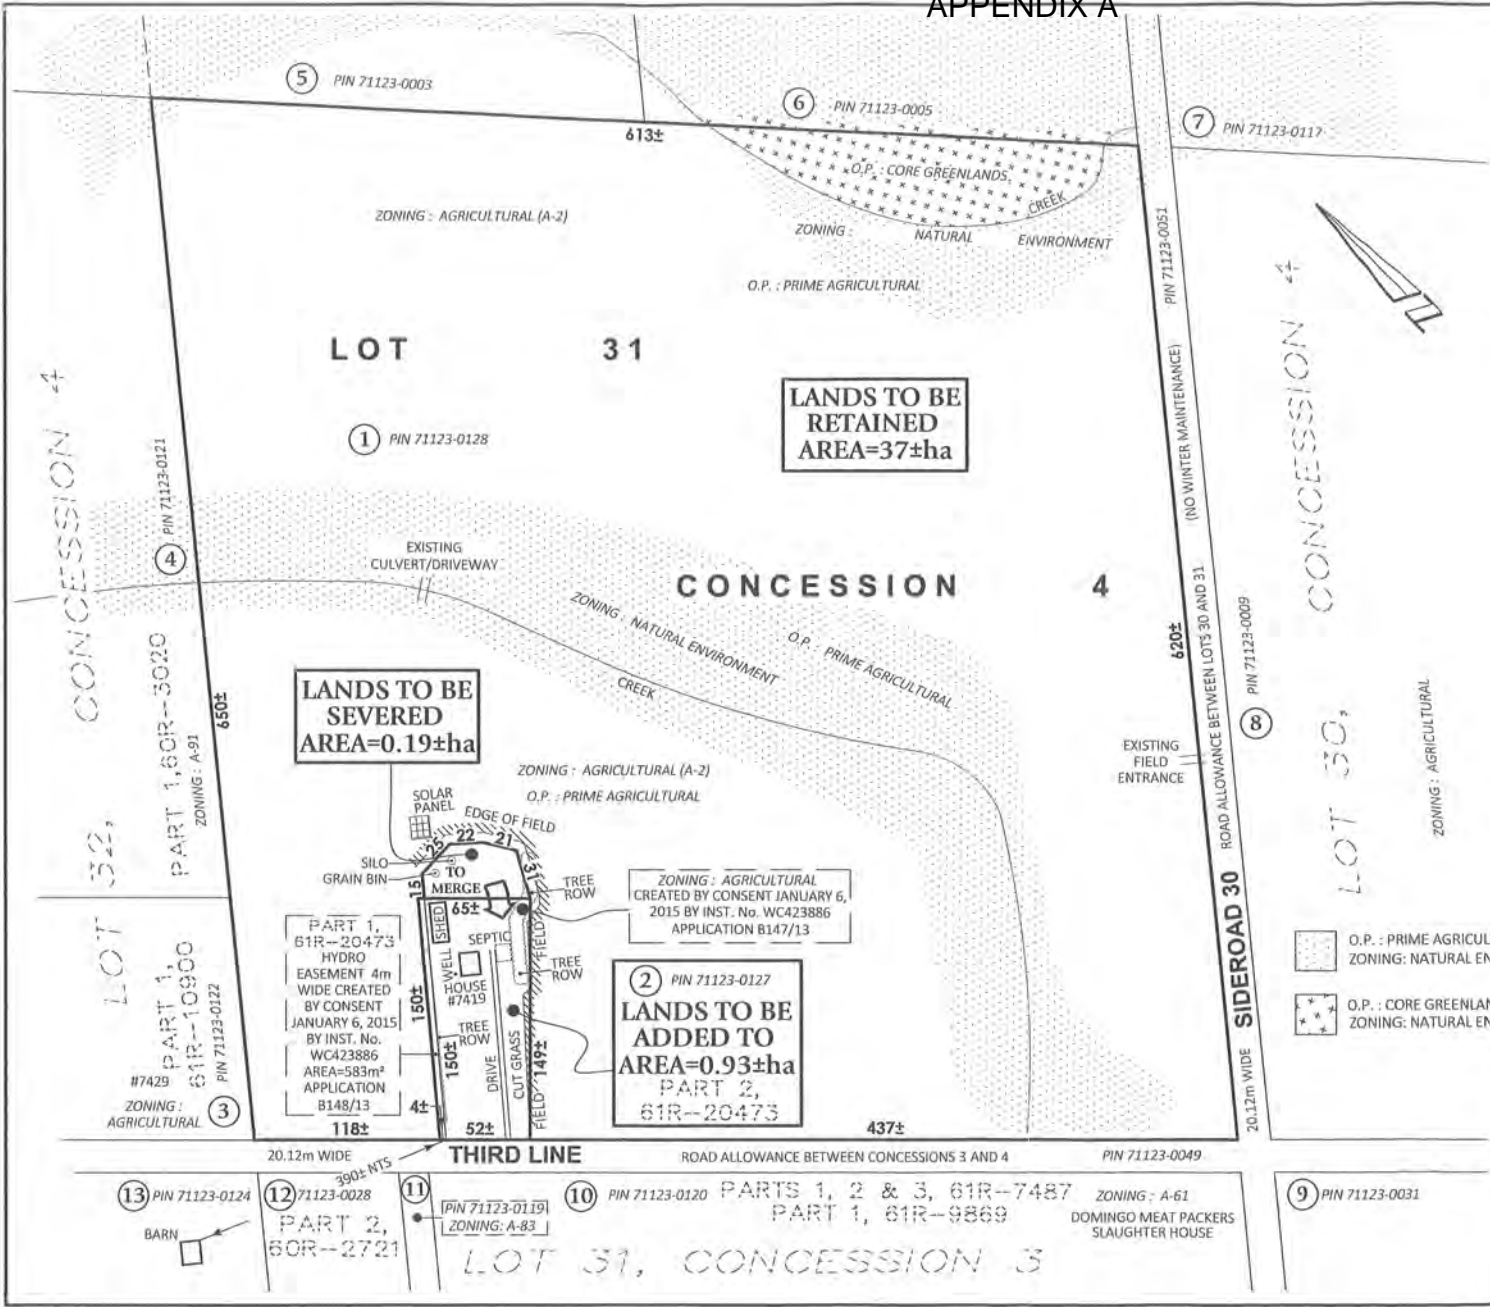 APPENDIX A
5 PIN 71123-0003
6 PIN 71123-0005
7 PIN 71123-0117
613±
O.P. : CORE GREENLANDS
CREEK
ZONING : AGRICULTURAL (A-2)
ZONING : NATURAL ENVIRONMENT
O.P. : PRIME AGRICULTURAL
PIN 71123-0051
LOT 31
LANDS TO BE
RETAINED
AREA=37±ha
1 PIN 71123-0128
(NO WINTER MAINTENANCE)
CONCESSION 4
CONCESSION 4
PIN 71123-0121
4
EXISTING
CULVERT/DRIVEWAY
CONCESSION 4
ZONING : NATURAL ENVIRONMENT
O.P. : PRIME AGRICULTURAL
CREEK
620±
ROAD ALLOWANCE BETWEEN LOTS 30 AND 31
PIN 71123-0009
8
LANDS TO BE
SEVERED
AREA=0.19±ha
650±
PART 1,60R-3020
ZONING : A-91
LOT 32,
LOT 30,
ZONING : AGRICULTURAL
EXISTING
FIELD
ENTRANCE
ZONING : AGRICULTURAL (A-2)
O.P. : PRIME AGRICULTURAL
SOLAR
PANEL
EDGE OF FIELD
25
22
21
31
SILO
GRAIN BIN
TO
MERGE
15
TREE
ROW
65±
SHED
SEPTIC
FIELD
WELL
HOUSE
#7419
TREE
ROW
ZONING : AGRICULTURAL
CREATED BY CONSENT JANUARY 6,
2015 BY INST. No. WC423886
APPLICATION B147/13
PART 1,
61R-20473
HYDRO
EASEMENT 4m
WIDE CREATED
BY CONSENT
JANUARY 6, 2015
BY INST. No.
WC423886
AREA=583m²
APPLICATION
B148/13
150±
150±
TREE
ROW
DRIVE
CUT GRASS
149±
FIELD
2 PIN 71123-0127
LANDS TO BE
ADDED TO
AREA=0.93±ha
PART 2,
61R-20473
SIDEROAD 30
20.12m WIDE
O.P. : PRIME AGRICUL
ZONING: NATURAL EN
O.P. : CORE GREENLAN
ZONING: NATURAL EN
PART 1,
61R-10900
PIN 71123-0122
#7429
ZONING :
AGRICULTURAL
3
4±
118±
52±
437±
20.12m WIDE
THIRD LINE
ROAD ALLOWANCE BETWEEN CONCESSIONS 3 AND 4
PIN 71123-0049
390± NTS
13 PIN 71123-0124
BARN
12 71123-0028
PART 2,
60R-2721
11
PIN 71123-0119
ZONING: A-83
10 PIN 71123-0120
PARTS 1, 2 & 3, 61R-7487
PART 1, 61R-9869
ZONING : A-61
DOMINGO MEAT PACKERS
SLAUGHTER HOUSE
9 PIN 71123-0031
LOT 31, CONCESSION 3